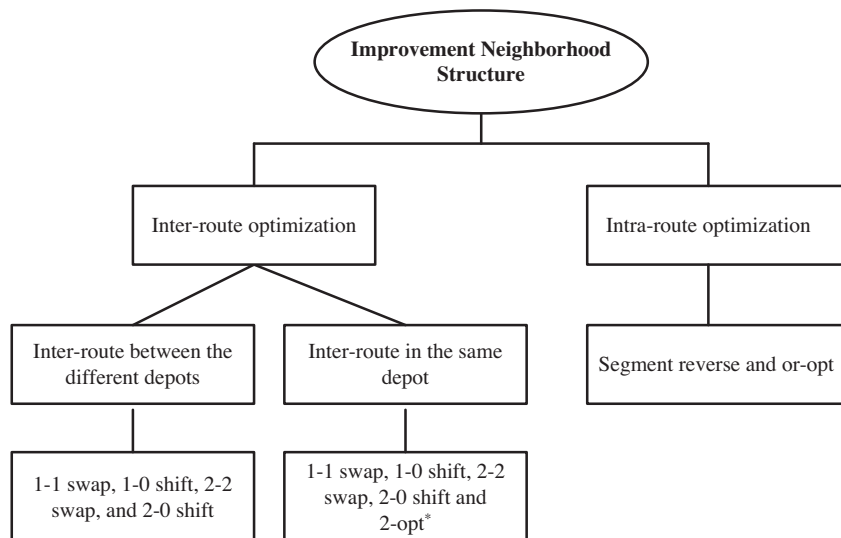 Improvement Neighborhood
Structure
Inter-route optimization
Intra-route optimization
Inter-route between the
different depots
Inter-route in the same
depot
Segment reverse and or-opt
1-1 swap, 1-0 shift, 2-2
swap, and 2-0 shift
1-1 swap, 1-0 shift, 2-2
swap, 2-0 shift and
2-opt*